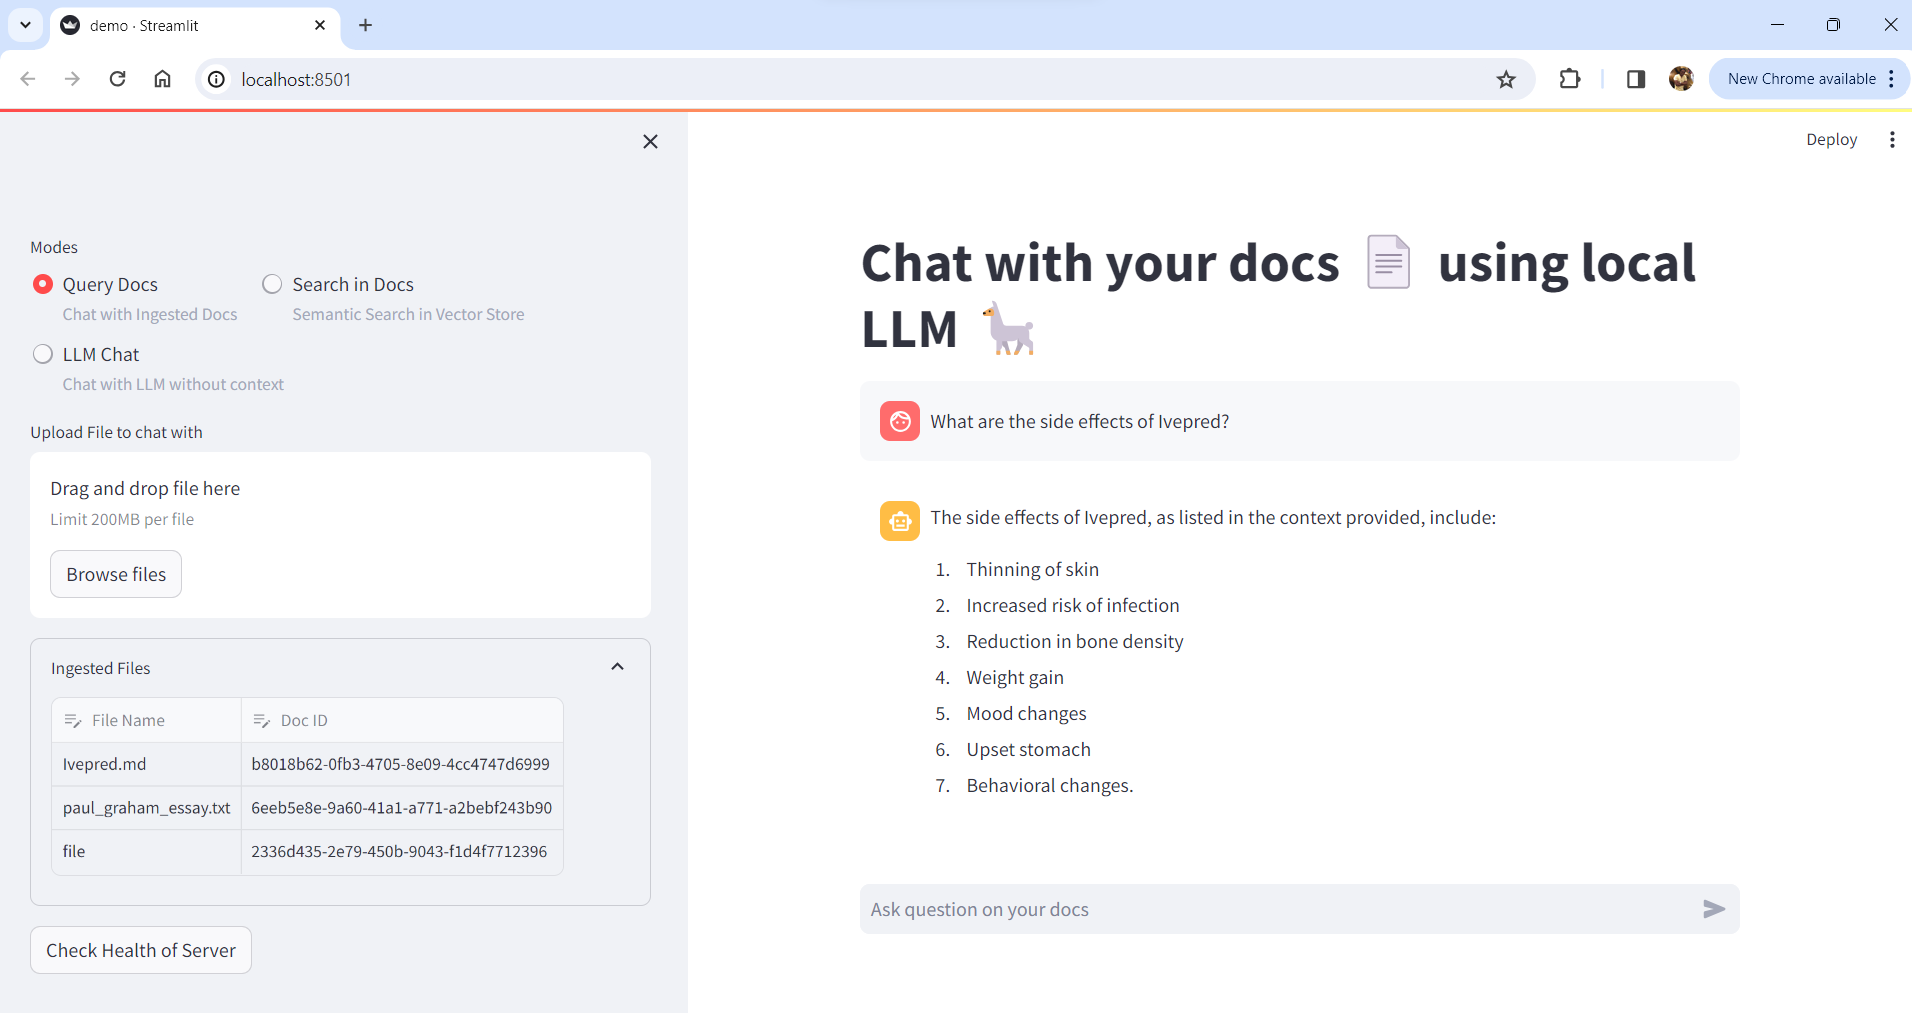 demo · Streamlit
localhost:8501
New Chrome available
Deploy
Modes
Query Docs
Chat with Ingested Docs
Search in Docs
Semantic Search in Vector Store
LLM Chat
Chat with LLM without context
Upload File to chat with
Drag and drop file here
Limit 200MB per file
Browse files
Ingested Files
File Name Doc ID
Ivepred.md b8018b62-0fb3-4705-8e09-4cc4747d6999
paul_graham_essay.txt 6eeb5e8e-9a60-41a1-a771-a2bebf243b90
file 2336d435-2e79-450b-9043-f1d4f7712396
Check Health of Server
Chat with your docs 📄 using local
LLM 🦙
What are the side effects of Ivepred?
The side effects of Ivepred, as listed in the context provided, include:
1. Thinning of skin
2. Increased risk of infection
3. Reduction in bone density
4. Weight gain
5. Mood changes
6. Upset stomach
7. Behavioral changes.
Ask question on your docs